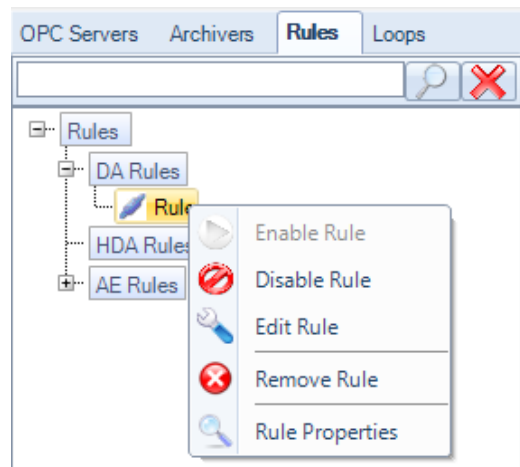 OPC Servers Archivers Rules Loops
Rules
DA Rules
Rule
HDA Rules
AE Rules
Enable Rule
Disable Rule
Edit Rule
Remove Rule
Rule Properties